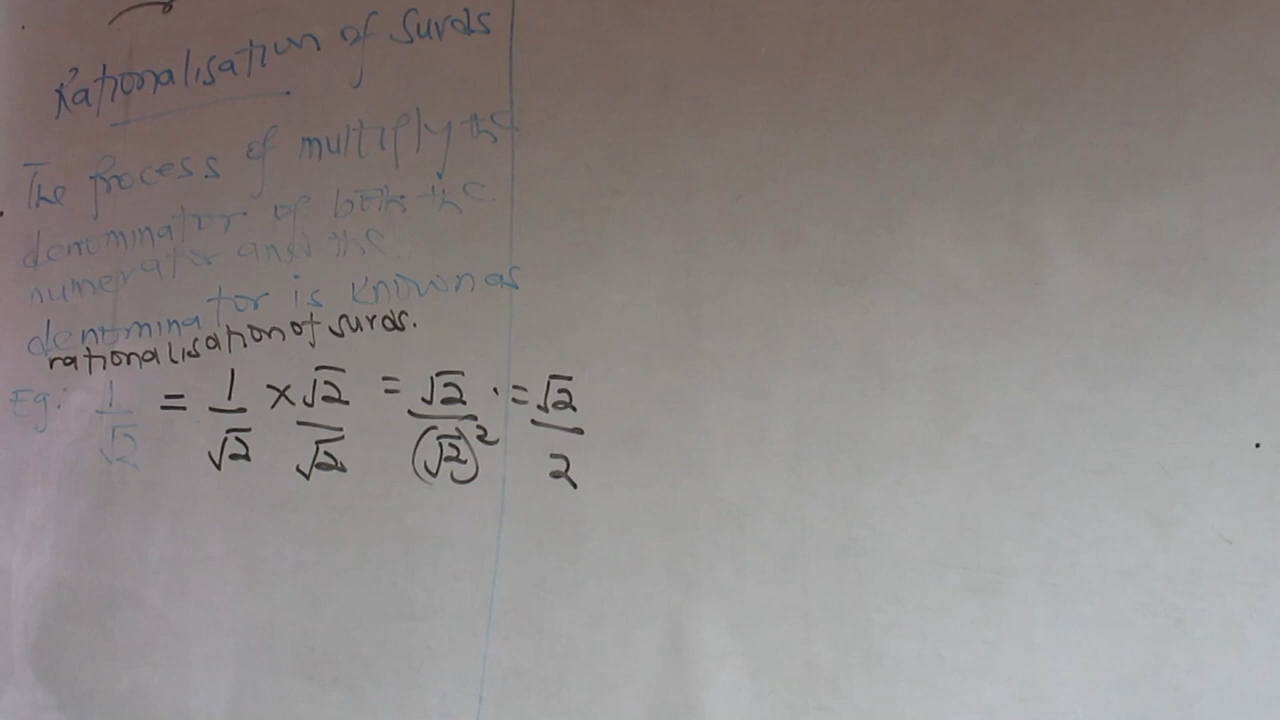 Rationalisation of Surds
The process of multiply the
denominator of both the
numerator and the
denominator is known as
rationalisation of surds.
Eg: 1/√2 = 1/√2 × √2/√2 = √2/(√2)² · = √2/2